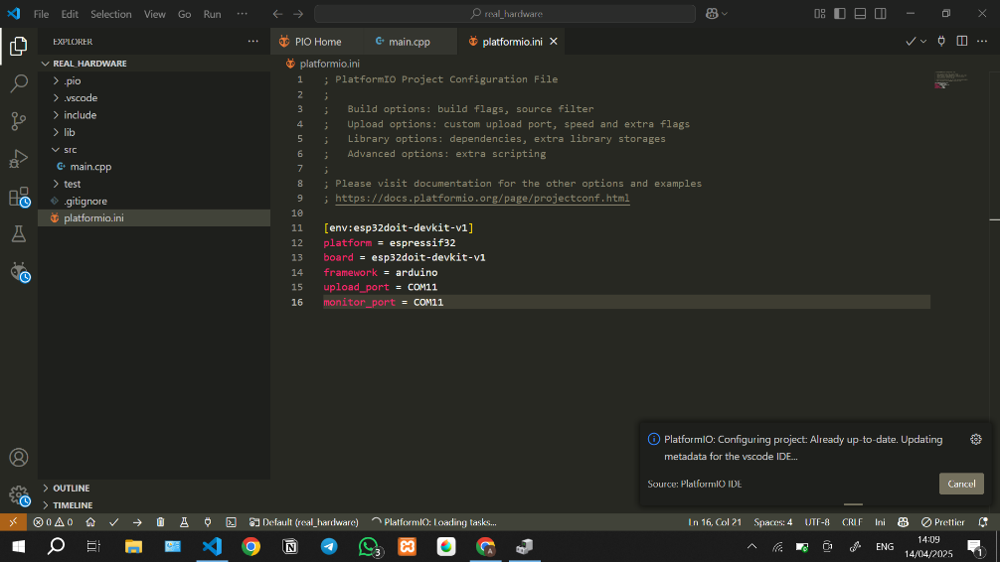 File Edit Selection View Go Run ···
real_hardware
EXPLORER ···
REAL_HARDWARE
.pio
.vscode
include
lib
src
main.cpp
test
.gitignore
platformio.ini
OUTLINE
TIMELINE
PIO Home
main.cpp
platformio.ini
platformio.ini
1 ; PlatformIO Project Configuration File
2 ;
3 ;   Build options: build flags, source filter
4 ;   Upload options: custom upload port, speed and extra flags
5 ;   Library options: dependencies, extra library storages
6 ;   Advanced options: extra scripting
7 ;
8 ; Please visit documentation for the other options and examples
9 ; https://docs.platformio.org/page/projectconf.html
10
11 [env:esp32doit-devkit-v1]
12 platform = espressif32
13 board = esp32doit-devkit-v1
14 framework = arduino
15 upload_port = COM11
16 monitor_port = COM11
PlatformIO: Configuring project: Already up-to-date. Updating
metadata for the vscode IDE...
Source: PlatformIO IDE
Cancel
0 0 Default (real_hardware) PlatformIO: Loading tasks... Ln 16, Col 21 Spaces: 4 UTF-8 CRLF Ini Prettier
3
ENG
14:09
14/04/2025
1